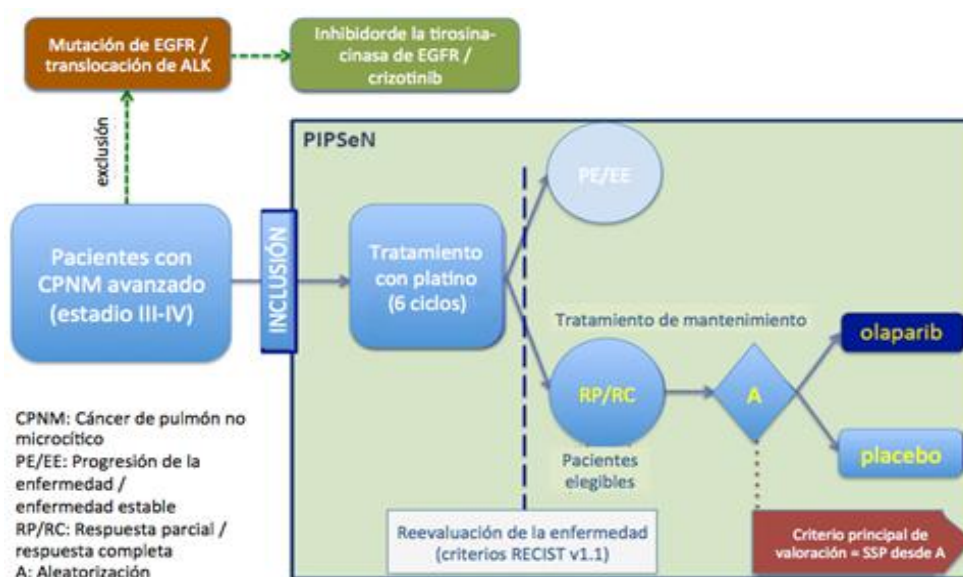 Mutación de EGFR /
translocación de ALK
Inhibidorde la tirosina-
cinasa de EGFR /
crizotinib
exclusión
PIPSeN
PE/EE
Pacientes con
CPNM avanzado
(estadio III-IV)
INCLUSIÓN
Tratamiento
con platino
(6 ciclos)
Tratamiento de mantenimiento
olaparib
RP/RC
A
placebo
Pacientes
elegibles
CPNM: Cáncer de pulmón no
microcítico
PE/EE: Progresión de la
enfermedad /
enfermedad estable
RP/RC: Respuesta parcial /
respuesta completa
A: Aleatorización
Reevaluación de la enfermedad
(criterios RECIST v1.1)
Criterio principal de
valoración = SSP desde A